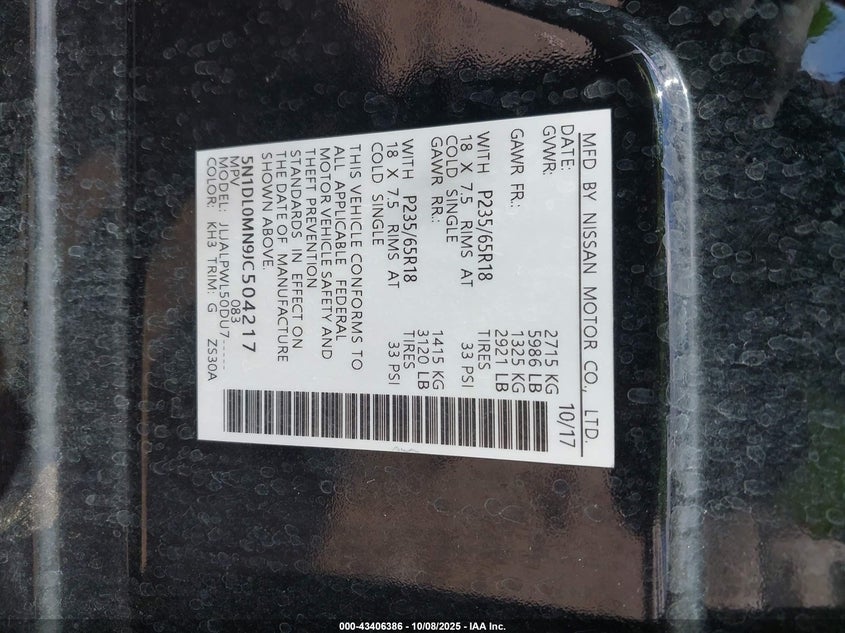 MFD BY NISSAN MOTOR CO., LTD.
DATE: 10/17
GVWR: 2715 KG
5986 LB
GAWR FR: 1325 KG
2921 LB
WITH P235/65R18 TIRES
18 X 7.5 RIMS AT 33 PSI
COLD SINGLE
GAWR RR: 1415 KG
3120 LB
WITH P235/65R18 TIRES
18 X 7.5 RIMS AT 33 PSI
COLD SINGLE
THIS VEHICLE CONFORMS TO
ALL APPLICABLE FEDERAL
MOTOR VEHICLE SAFETY AND
THEFT PREVENTION
STANDARDS IN EFFECT ON
THE DATE OF MANUFACTURE
SHOWN ABOVE.
5N1DL0MN9JC504217
MPV 083
MODEL: JLJALPWL50DU7-----
COLOR: KH3 TRIM: G ZS30A
000-43406386 - 10/08/2025 - IAA Inc.